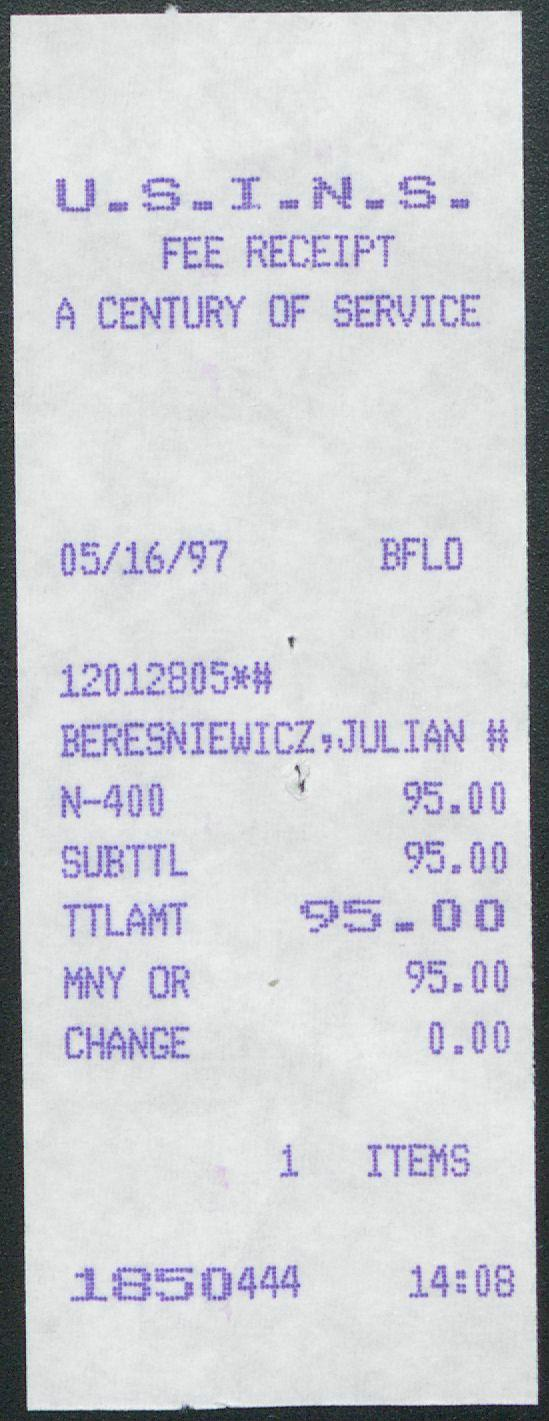 U.S.I.N.S.
FEE RECEIPT
A CENTURY OF SERVICE
05/16/97 BFLO
12012805*#
BERESNIEWICZ,JULIAN #
N-400 95.00
SUBTTL 95.00
TTLAMT 95.00
MNY OR 95.00
CHANGE 0.00
1 ITEMS
1850444 14:08